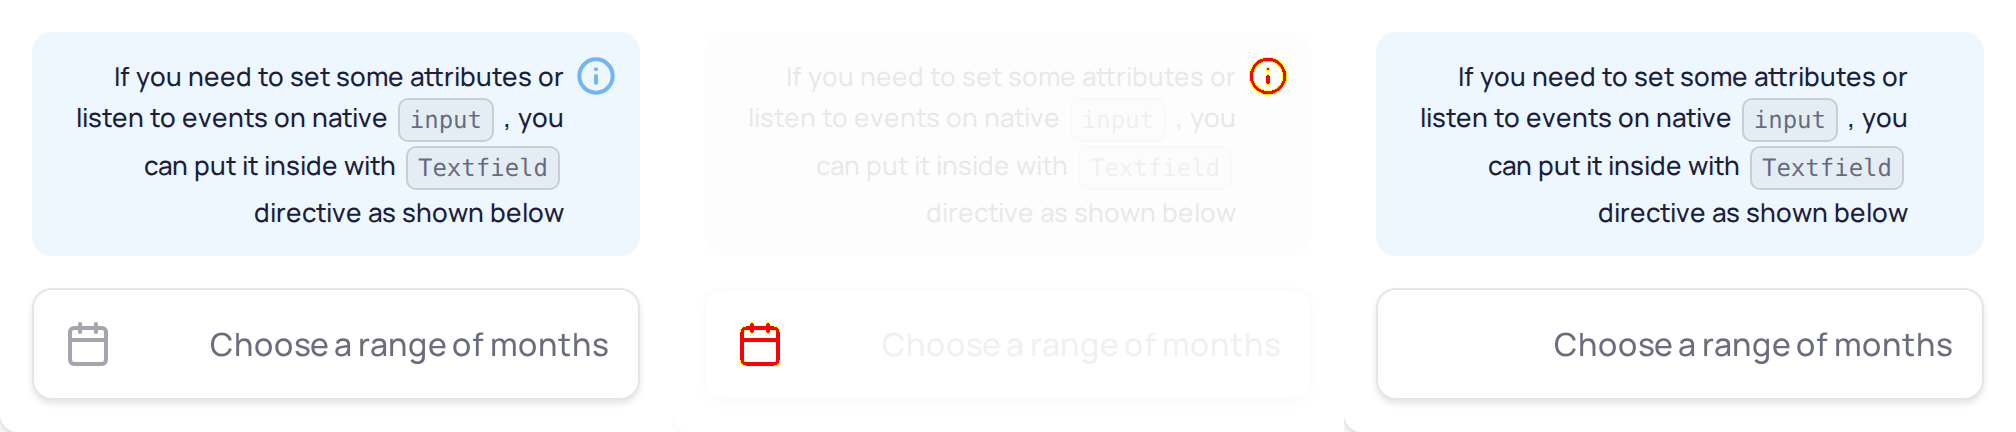 If you need to set some attributes or
listen to events on native input , you
can put it inside with Textfield
directive as shown below
Choose a range of months
If you need to set some attributes or
listen to events on native input , you
can put it inside with Textfield
directive as shown below
Choose a range of months
If you need to set some attributes or
listen to events on native input , you
can put it inside with Textfield
directive as shown below
Choose a range of months